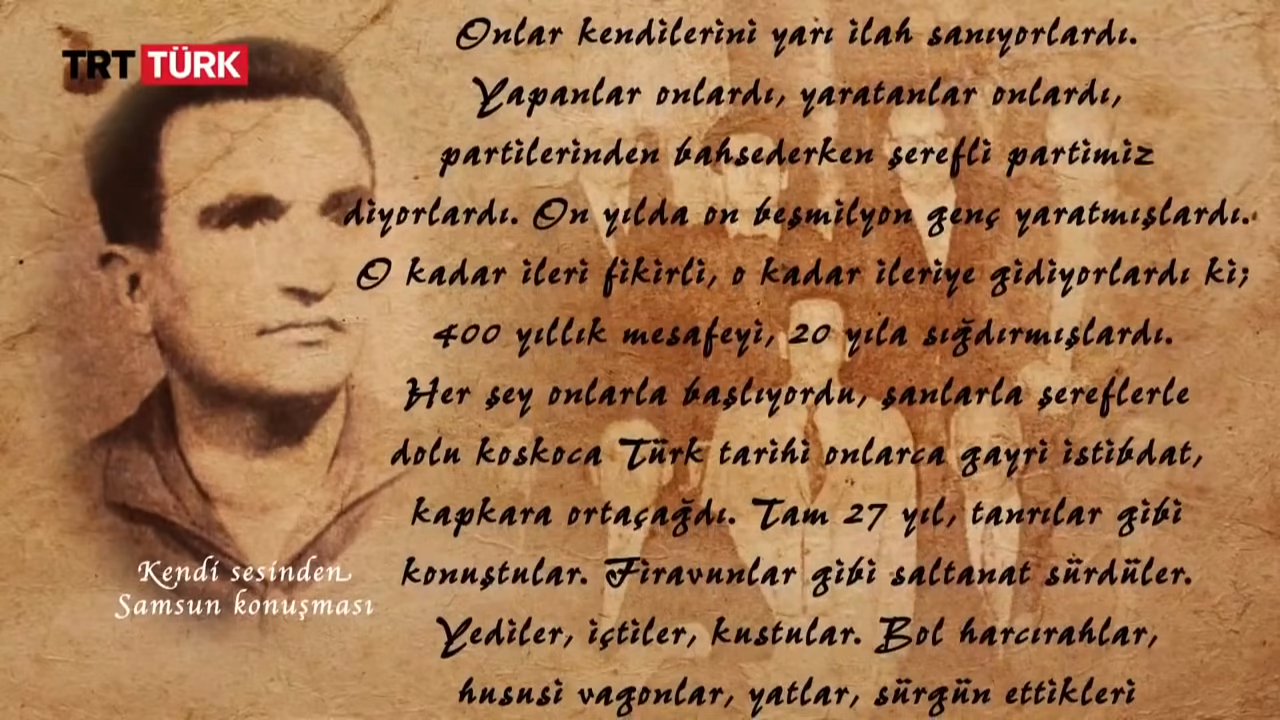 TRT TÜRK
Onlar kendilerini yarı ilah sanıyorlardı.
Yapanlar onlardı, yaratanlar onlardı,
partilerinden bahsederken şerefli partimiz
diyorlardı. On yılda on beşmilyon genç yaratmışlardı.
O kadar ileri fikirli, o kadar ileriye gidiyorlardı ki;
400 yıllık mesafeyi, 20 yıla sığdırmışlardı.
Her şey onlarla başlıyordu, şanlarla şereflerle
dolu koskoca Türk tarihi onlarca gayri istibdat,
kapkara ortaçağdı. Tam 27 yıl, tanrılar gibi
konuştular. Firavunlar gibi saltanat sürdüler.
Yediler, içtiler, kustular. Bol harcırahlar,
hususi vagonlar, yatlar, sürgün ettikleri
Kendi sesinden
Samsun konuşması